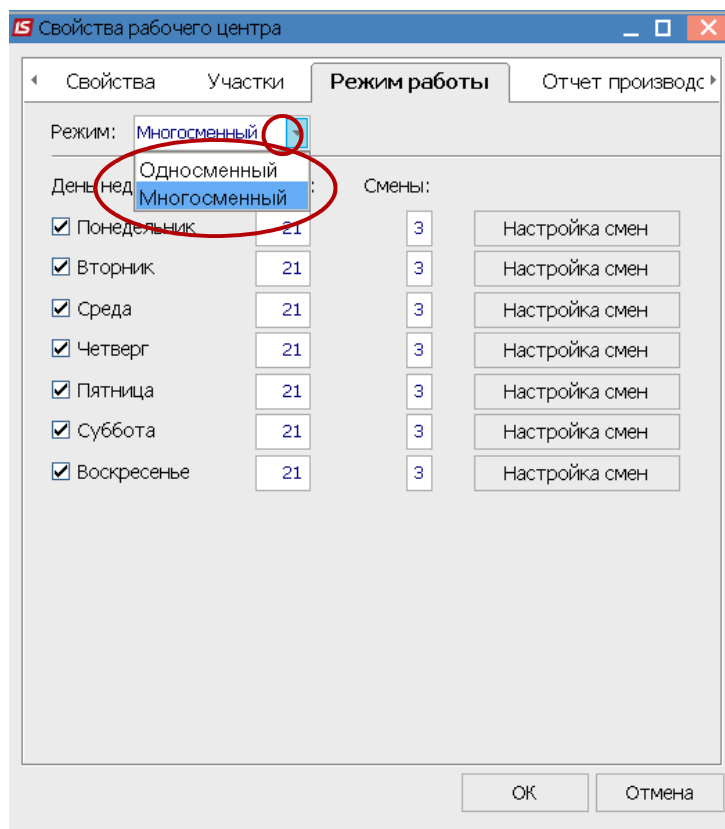 IS Свойства рабочего центра
Свойства Участки Режим работы Отчет производс
Режим: Многосменный
Односменный
День нед : Смены:
Многосменный
Понедельник 21 3 Настройка смен
Вторник 21 3 Настройка смен
Среда 21 3 Настройка смен
Четверг 21 3 Настройка смен
Пятница 21 3 Настройка смен
Суббота 21 3 Настройка смен
Воскресенье 21 3 Настройка смен
ОК Отмена